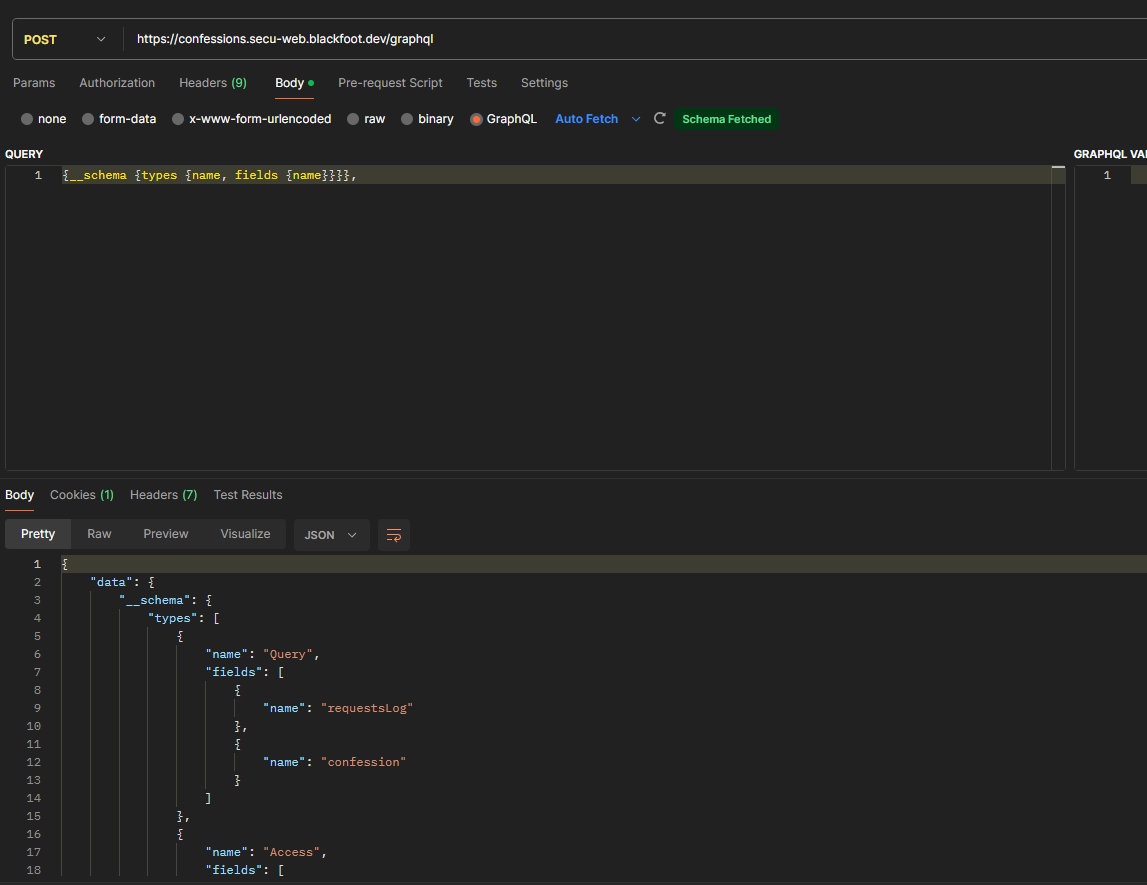 POST https://confessions.secu-web.blackfoot.dev/graphql
Params Authorization Headers (9) Body Pre-request Script Tests Settings
none form-data x-www-form-urlencoded raw binary GraphQL Auto Fetch Schema Fetched
QUERY GRAPHQL VA
1 {__schema {types {name, fields {name}}}}, 1
Body Cookies (1) Headers (7) Test Results
Pretty Raw Preview Visualize JSON
1 {
2 "data": {
3 "__schema": {
4 "types": [
5 {
6 "name": "Query",
7 "fields": [
8 {
9 "name": "requestsLog"
10 },
11 {
12 "name": "confession"
13 }
14 ]
15 },
16 {
17 "name": "Access",
18 "fields": [